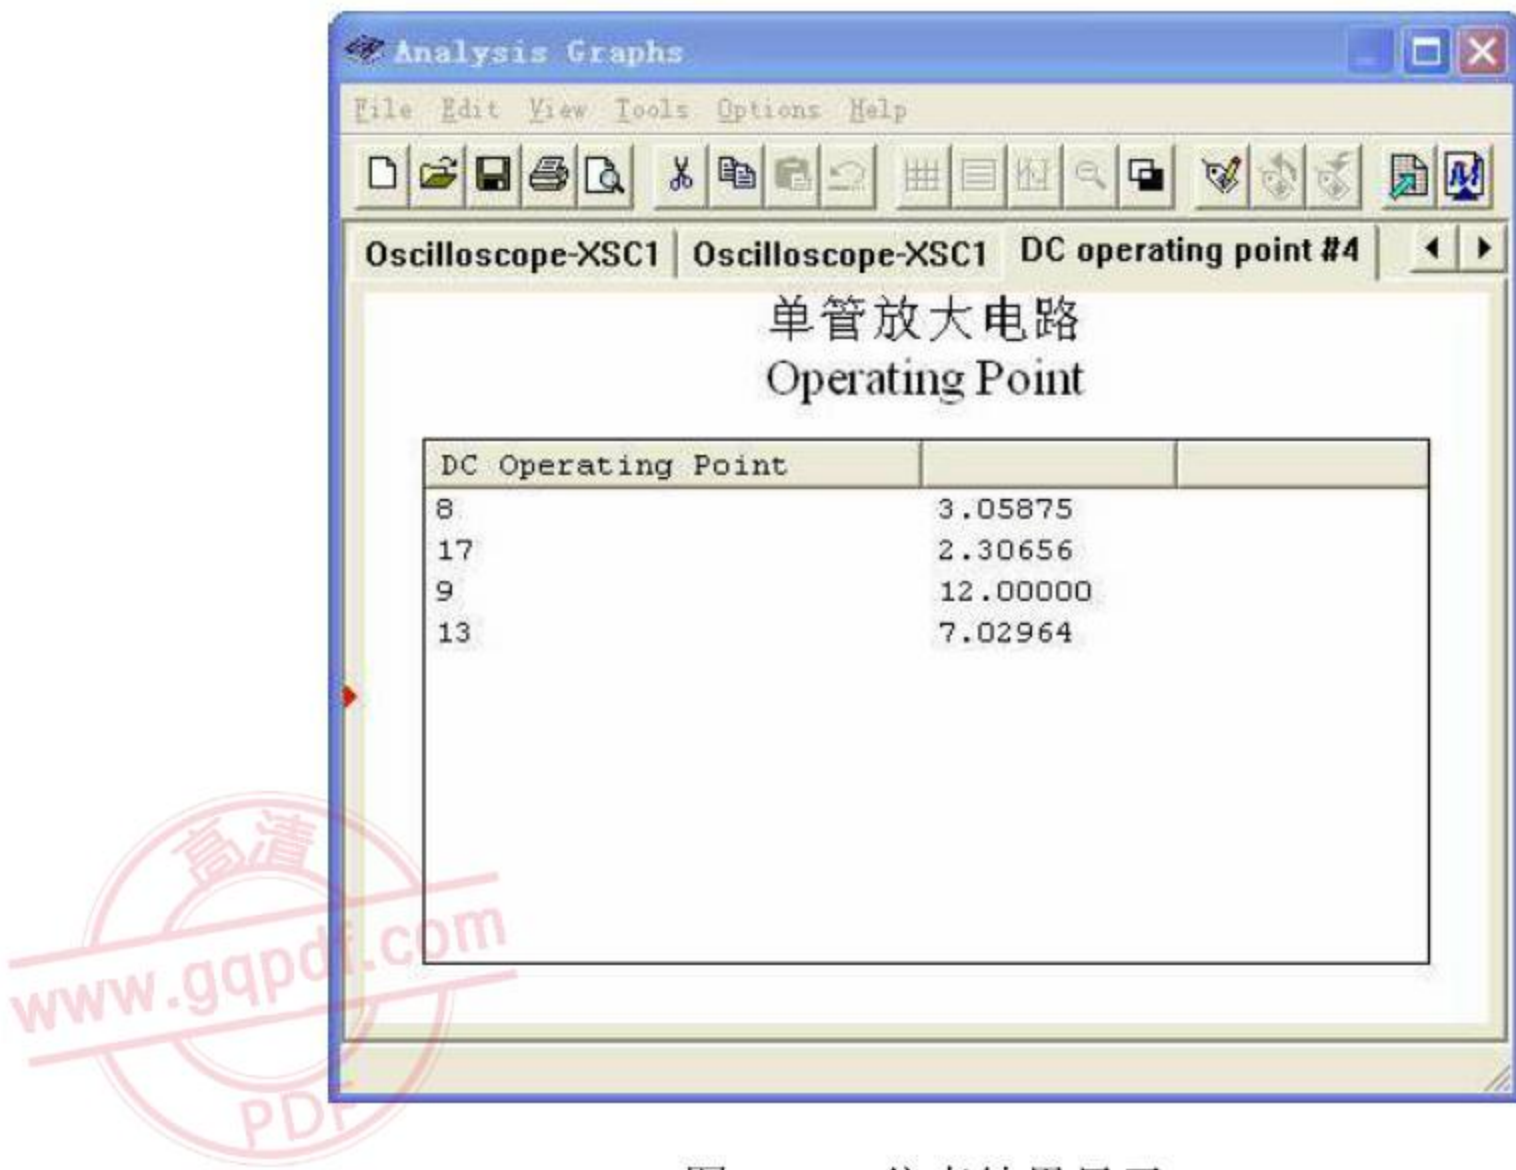 Analysis Graphs
File Edit View Tools Options Help
Oscilloscope-XSC1 Oscilloscope-XSC1 DC operating point #4
单管放大电路
Operating Point
DC Operating Point
8 3.05875
17 2.30656
9 12.00000
13 7.02964
高清
www.gqpdf.com
PDF